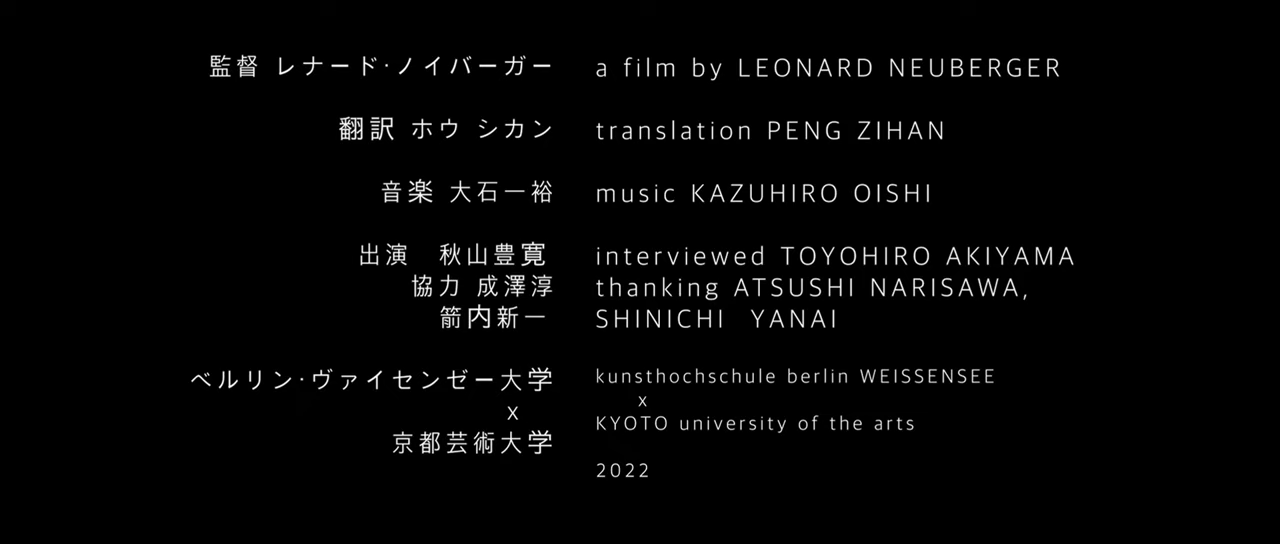 監督 レナード・ノイバーガー a film by LEONARD NEUBERGER
翻訳 ホウ シカン translation PENG ZIHAN
音楽 大石一裕 music KAZUHIRO OISHI
出演 秋山豊寛 interviewed TOYOHIRO AKIYAMA
協力 成澤淳 thanking ATSUSHI NARISAWA,
箭内新一 SHINICHI YANAI
ベルリン・ヴァイセンゼー大学 kunsthochschule berlin WEISSENSEE
x x
京都芸術大学 KYOTO university of the arts
2022